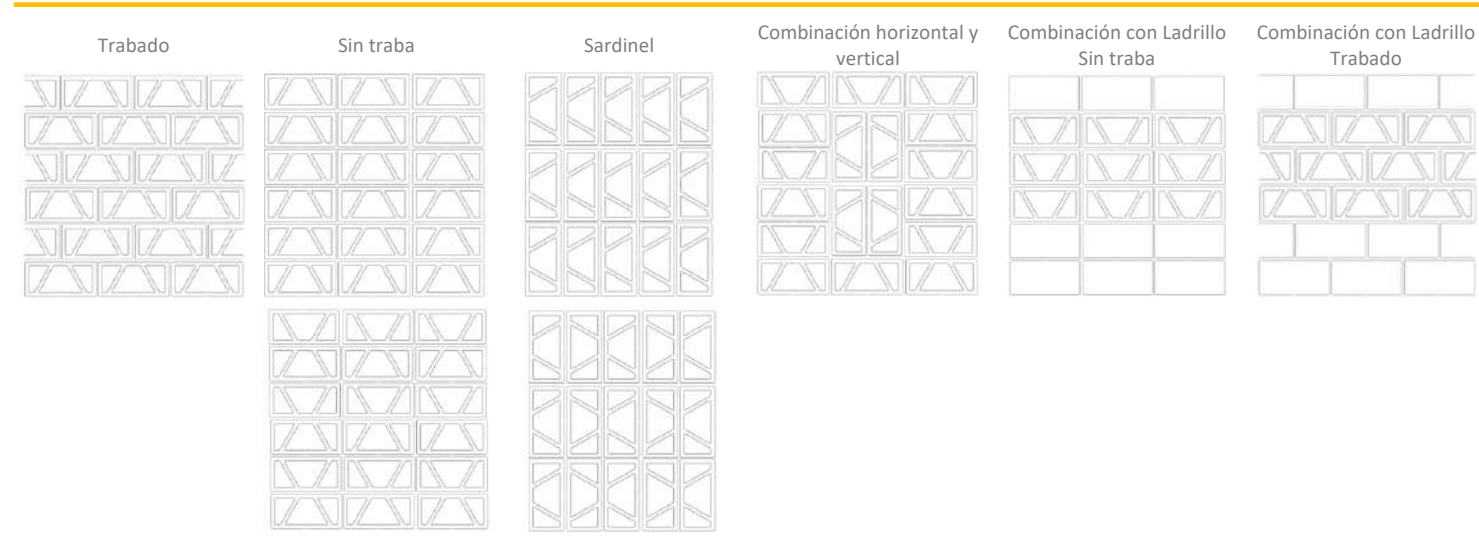 Trabado
Sin traba
Sardinel
Combinación horizontal y
vertical
Combinación con Ladrillo
Sin traba
Combinación con Ladrillo
Trabado